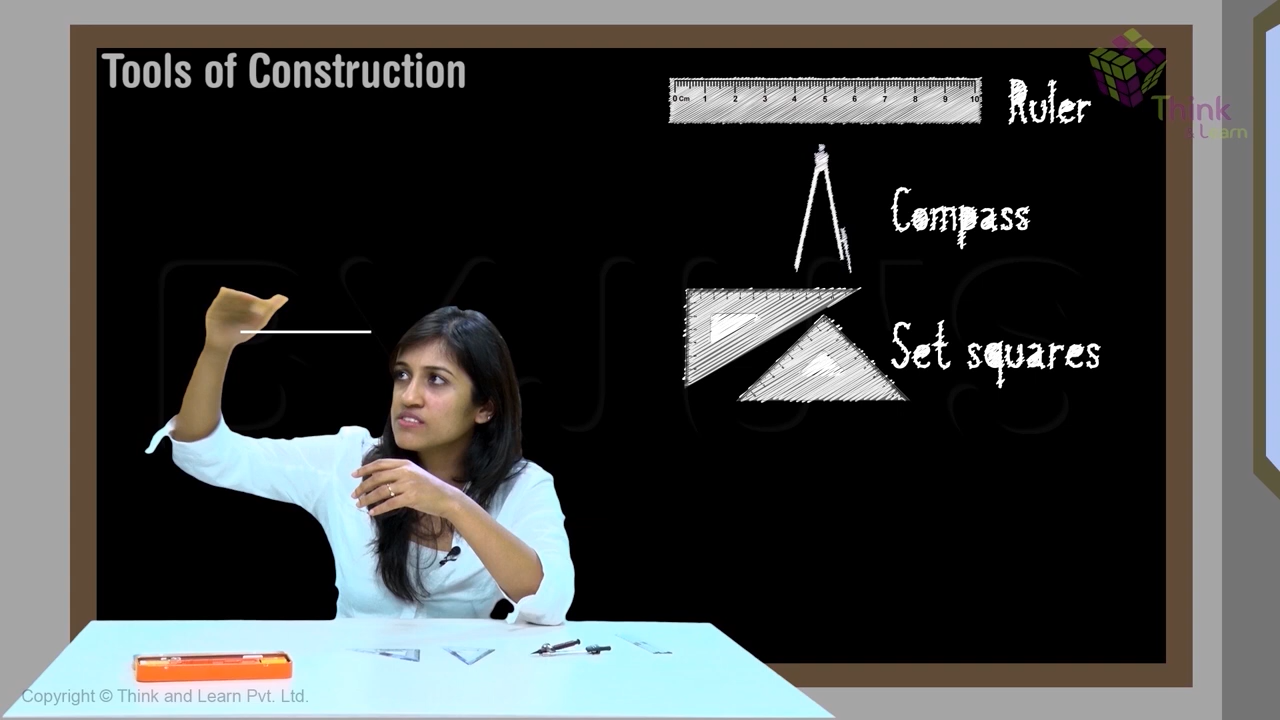 Tools of Construction
0 Cm 1 2 3 4 5 6 7 8 9 10
Ruler
Think
& Learn
Compass
BYJU'S
Set squares
Copyright © Think and Learn Pvt. Ltd.